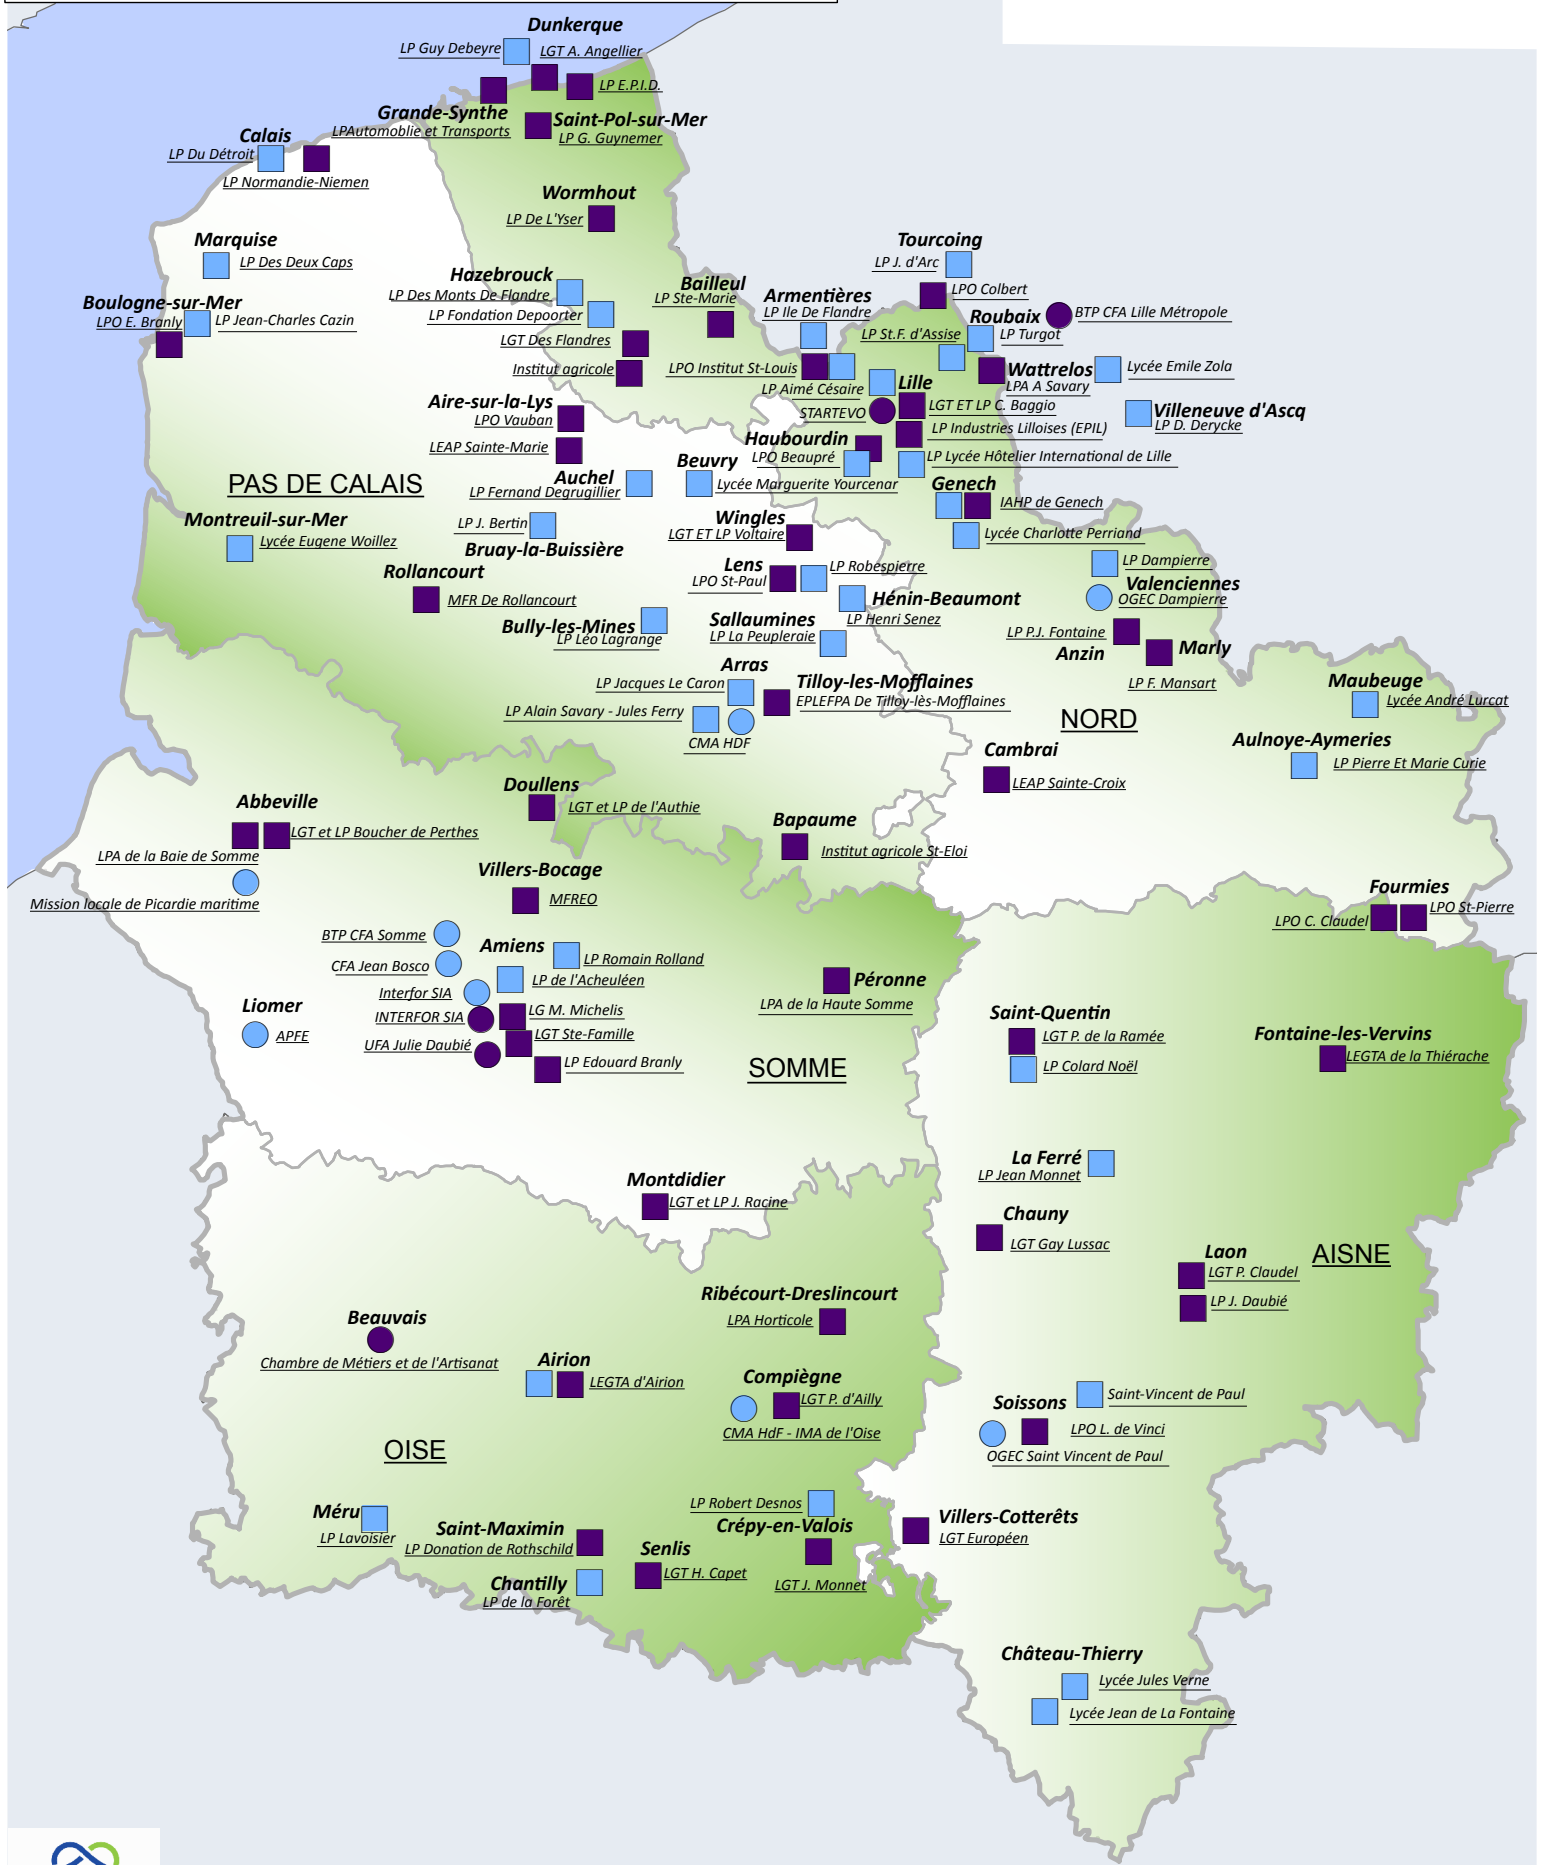 Dunkerque
LP Guy Debeyre
LGT A. Angellier
LP E.P.I.D.
Grande-Synthe
LPAutomoblie et Transports
Saint-Pol-sur-Mer
LP G. Guynemer
Calais
LP Du Détroit
LP Normandie-Niemen
Wormhout
LP De L'Yser
Marquise
LP Des Deux Caps
Tourcoing
LP J. d'Arc
Hazebrouck
LP Des Monts De Flandre
LP Fondation Depoorter
LGT Des Flandres
Institut agricole
Bailleul
LP Ste-Marie
Armentières
LP Ile De Flandre
LPO Institut St-Louis
LPO Colbert
Boulogne-sur-Mer
LPO E. Branly
LP Jean-Charles Cazin
Roubaix
BTP CFA Lille Métropole
LP St.F. d'Assise
LP Turgot
Wattrelos
LPA A Savary
Lycée Emile Zola
LP Aimé Césaire
Lille
STARTEVO
LGT ET LP C. Baggio
LP Industries Lilloises (EPIL)
LP Lycée Hôtelier International de Lille
Villeneuve d'Ascq
LP D. Derycke
Aire-sur-la-Lys
LPO Vauban
LEAP Sainte-Marie
Haubourdin
LPO Beaupré
PAS DE CALAIS
Auchel
LP Fernand Degrugillier
Beuvry
Lycée Marguerite Yourcenar
Genech
IAHP de Genech
Lycée Charlotte Perriand
Montreuil-sur-Mer
Lycée Eugene Woillez
LP J. Bertin
Bruay-la-Buissière
Wingles
LGT ET LP Voltaire
Lens
LPO St-Paul
LP Robespierre
LP Dampierre
Valenciennes
OGEC Dampierre
Rollancourt
MFR De Rollancourt
Hénin-Beaumont
LP Henri Senez
Bully-les-Mines
LP Léo Lagrange
Sallaumines
LP La Peupleraie
LP P.J. Fontaine
Anzin
Marly
LP F. Mansart
Arras
LP Jacques Le Caron
LP Alain Savary - Jules Ferry
CMA HDF
Tilloy-les-Mofflaines
EPLEFPA De Tilloy-lès-Mofflaines
Maubeuge
Lycée André Lurcat
NORD
Aulnoye-Aymeries
LP Pierre Et Marie Curie
Cambrai
LEAP Sainte-Croix
Doullens
LGT et LP de l'Authie
Abbeville
LGT et LP Boucher de Perthes
LPA de la Baie de Somme
Mission locale de Picardie maritime
Bapaume
Institut agricole St-Eloi
Villers-Bocage
MFREO
Fourmies
LPO C. Claudel
LPO St-Pierre
BTP CFA Somme
CFA Jean Bosco
Interfor SIA
INTERFOR SIA
UFA Julie Daubié
Amiens
LP Romain Rolland
LP de l'Acheuléen
LG M. Michelis
LGT Ste-Famille
LP Edouard Branly
Péronne
LPA de la Haute Somme
Liomer
APFE
Saint-Quentin
LGT P. de la Ramée
LP Colard Noël
Fontaine-les-Vervins
LEGTA de la Thiérache
SOMME
La Ferré
LP Jean Monnet
Montdidier
LGT et LP J. Racine
Chauny
LGT Gay Lussac
Laon
LGT P. Claudel
LP J. Daubié
AISNE
Ribécourt-Dreslincourt
LPA Horticole
Beauvais
Chambre de Métiers et de l'Artisanat
Airion
LEGTA d'Airion
Compiègne
LGT P. d'Ailly
CMA HdF - IMA de l'Oise
Soissons
Saint-Vincent de Paul
LPO L. de Vinci
OGEC Saint Vincent de Paul
OISE
Méru
LP Lavoisier
Saint-Maximin
LP Donation de Rothschild
LP Robert Desnos
Crépy-en-Valois
LGT J. Monnet
Senlis
LGT H. Capet
Chantilly
LP de la Forêt
Villers-Cotterêts
LGT Européen
Château-Thierry
Lycée Jules Verne
Lycée Jean de La Fontaine